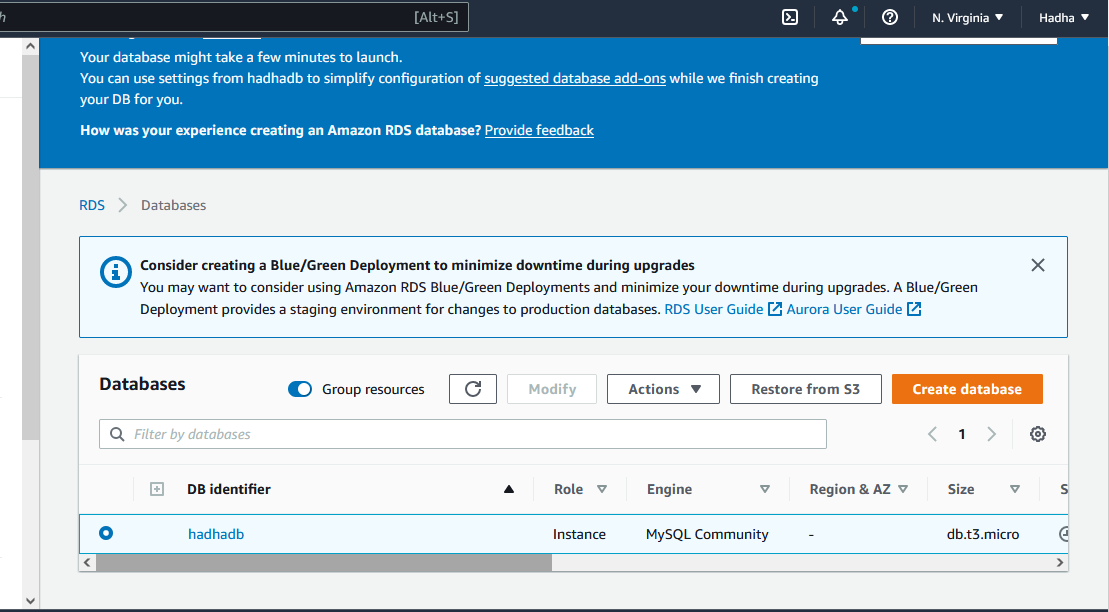 [Alt+S]
N. Virginia
Hadha
Your database might take a few minutes to launch.
You can use settings from hadhadb to simplify configuration of suggested database add-ons while we finish creating
your DB for you.
How was your experience creating an Amazon RDS database? Provide feedback
RDS
Databases
Consider creating a Blue/Green Deployment to minimize downtime during upgrades
You may want to consider using Amazon RDS Blue/Green Deployments and minimize your downtime during upgrades. A Blue/Green
Deployment provides a staging environment for changes to production databases. RDS User Guide Aurora User Guide
Databases
Group resources
Modify
Actions
Restore from S3
Create database
Filter by databases
1
DB identifier
Role
Engine
Region & AZ
Size
hadhadb
Instance
MySQL Community
-
db.t3.micro